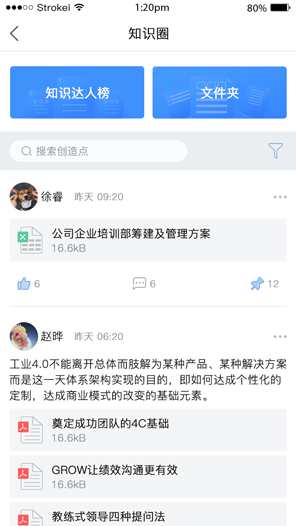 Strokei 1:20pm 80%
知识圈
知识达人榜 文件夹
搜索创造点
徐睿 昨天 09:20
公司企业培训部筹建及管理方案
16.6kB
6 6 12
赵晔 昨天 06:20
工业4.0不能离开总体而肢解为某种产品、某种解决方案
而是这一天体系架构实现的目的，即如何达成个性化的
定制，达成商业模式的改变的基础元素。
奠定成功团队的4C基础
16.6kB
GROW让绩效沟通更有效
16.6kB
教练式领导四种提问法